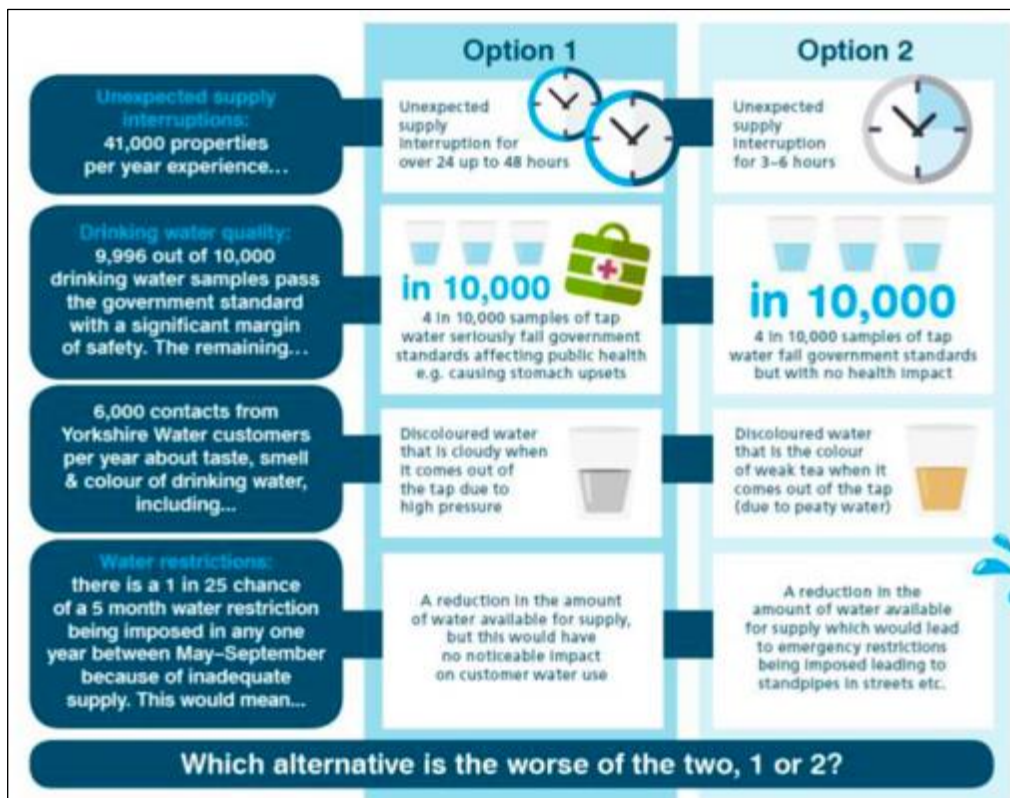 Option 1
Option 2
Unexpected supply
interruptions:
41,000 properties
per year experience...
Unexpected
supply
interruption for
over 24 up to 48 hours
Unexpected
supply
interruption
for 3–6 hours
Drinking water quality:
9,996 out of 10,000
drinking water samples pass
the government standard
with a significant margin
of safety. The remaining...
in 10,000
4 in 10,000 samples of tap
water seriously fail government
standards affecting public health
e.g. causing stomach upsets
in 10,000
4 in 10,000 samples of tap
water fail government standards
but with no health impact
6,000 contacts from
Yorkshire Water customers
per year about taste, smell
& colour of drinking water,
including...
Discoloured water
that is cloudy when
it comes out of
the tap due to
high pressure
Discoloured water
that is the colour
of weak tea when it
comes out of the tap
(due to peaty water)
Water restrictions:
there is a 1 in 25 chance
of a 5 month water restriction
being imposed in any one
year between May–September
because of inadequate
supply. This would mean...
A reduction in the amount
of water available for supply,
but this would have
no noticeable impact
on customer water use
A reduction in the
amount of water available
for supply which would lead
to emergency restrictions
being imposed leading to
standpipes in streets etc.
Which alternative is the worse of the two, 1 or 2?